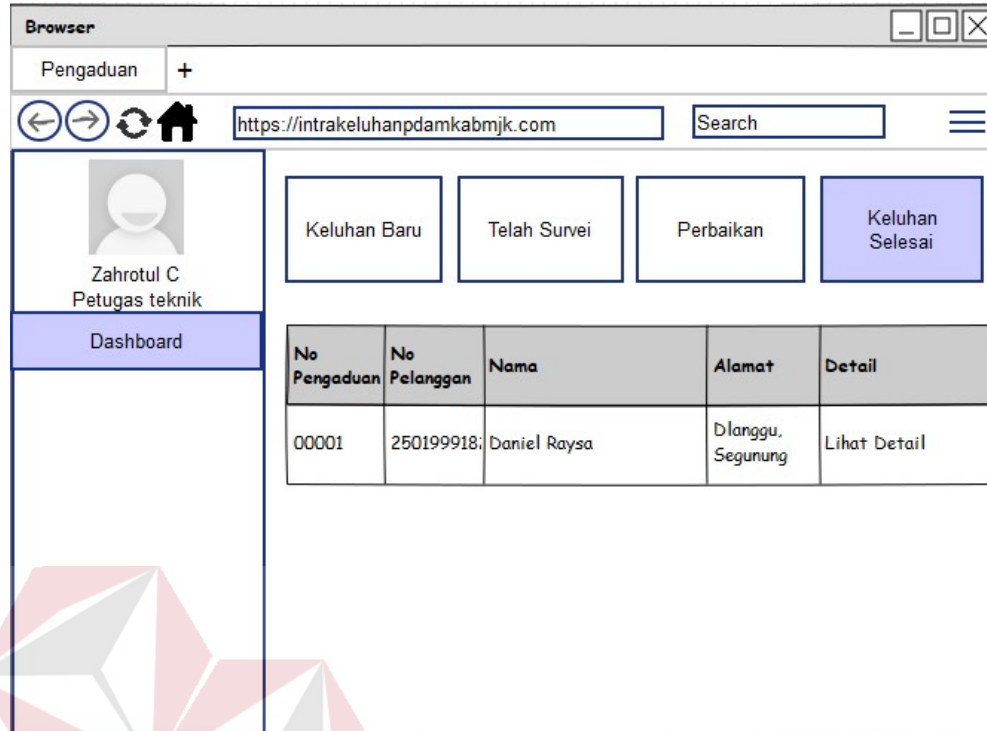 Browser
Pengaduan +
https://intrakeluhanpdamkabmjk.com Search
Zahrotul C
Petugas teknik
Dashboard
Keluhan Baru Telah Survei Perbaikan Keluhan
Selesai
No
Pengaduan No
Pelanggan Nama Alamat Detail
00001 250199918 Daniel Raysa Dlanggu,
Segunung Lihat Detail